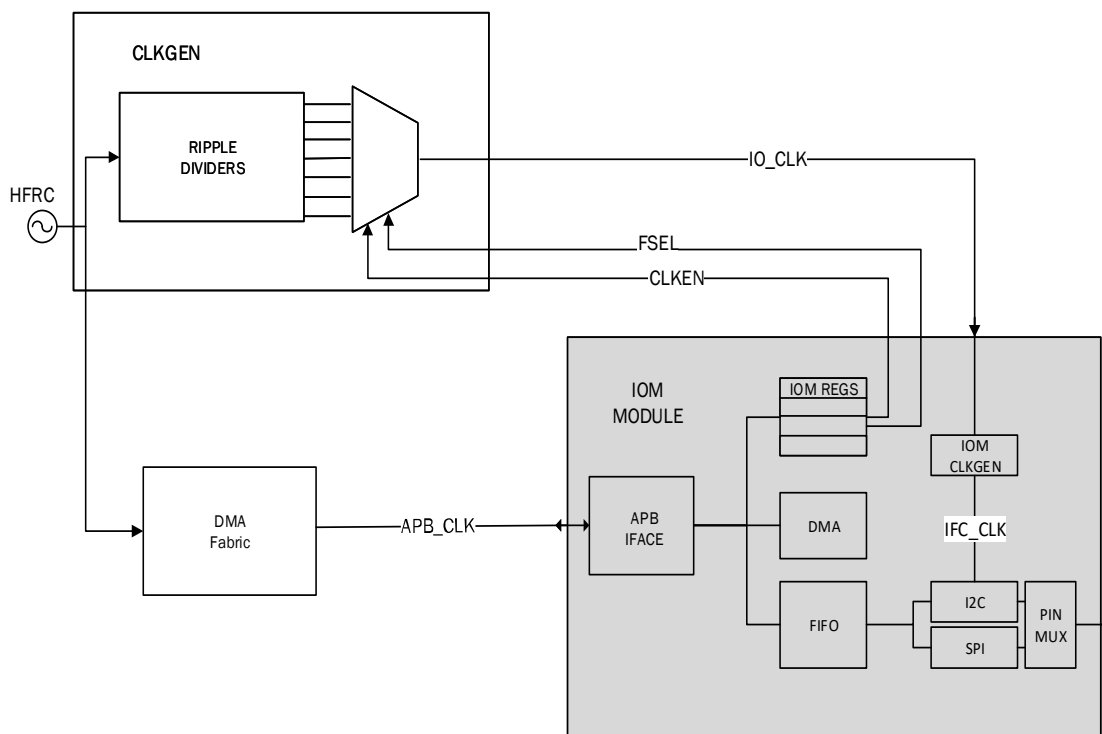 CLKGEN
RIPPLE
DIVIDERS
HFRC
IO_CLK
FSEL
CLKEN
IOM
MODULE
IOM REGS
IOM
CLKGEN
DMA
Fabric
APB_CLK
APB
IFACE
DMA
IFC_CLK
FIFO
I2C
SPI
PIN
MUX